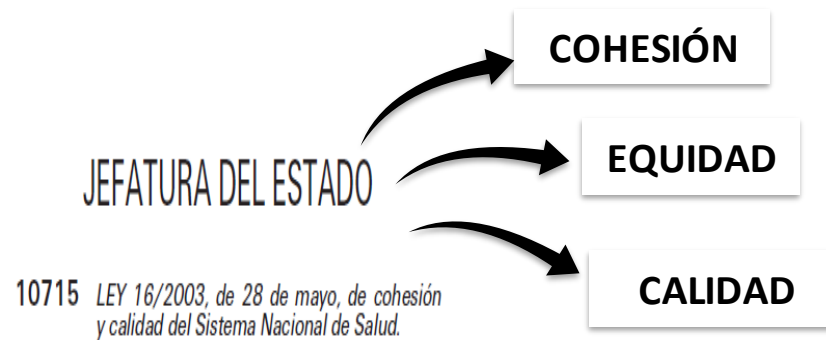 COHESIÓN
EQUIDAD
JEFATURA DEL ESTADO
CALIDAD
10715 LEY 16/2003, de 28 de mayo, de cohesión
y calidad del Sistema Nacional de Salud.